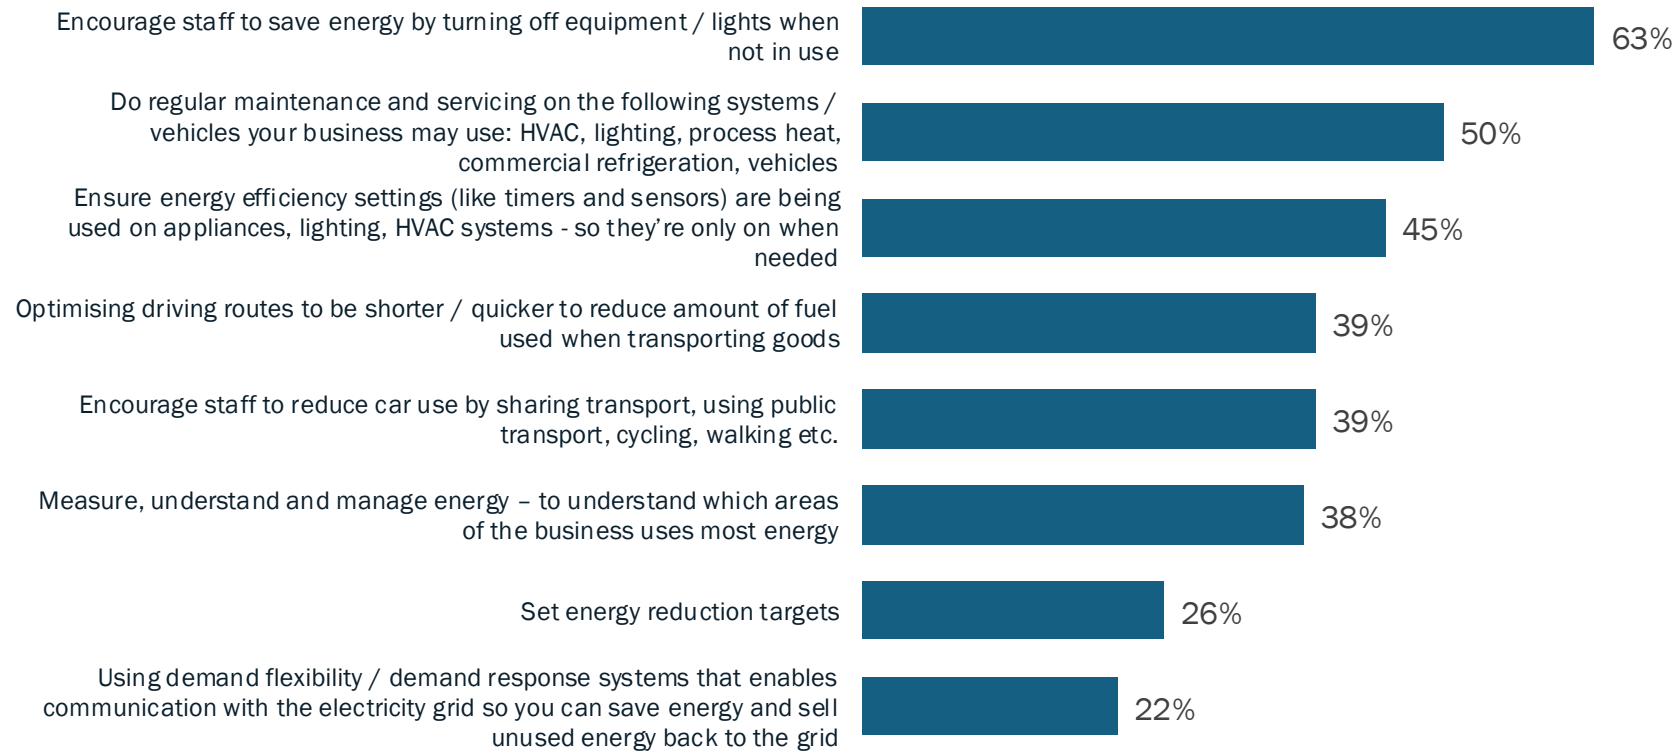 Encourage staff to save energy by turning off equipment / lights when
not in use
63%
Do regular maintenance and servicing on the following systems /
vehicles your business may use: HVAC, lighting, process heat,
commercial refrigeration, vehicles
50%
Ensure energy efficiency settings (like timers and sensors) are being
used on appliances, lighting, HVAC systems - so they’re only on when
needed
45%
Optimising driving routes to be shorter / quicker to reduce amount of fuel
used when transporting goods
39%
Encourage staff to reduce car use by sharing transport, using public
transport, cycling, walking etc.
39%
Measure, understand and manage energy – to understand which areas
of the business uses most energy
38%
Set energy reduction targets
26%
Using demand flexibility / demand response systems that enables
communication with the electricity grid so you can save energy and sell
unused energy back to the grid
22%